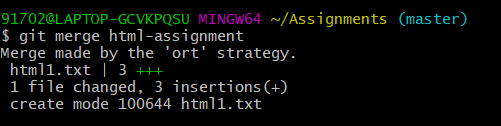 91702@LAPTOP-GCVKPQSU MINGW64 ~/Assignments (master)
$ git merge html-assignment
Merge made by the 'ort' strategy.
 html1.txt | 3 +++
 1 file changed, 3 insertions(+)
 create mode 100644 html1.txt